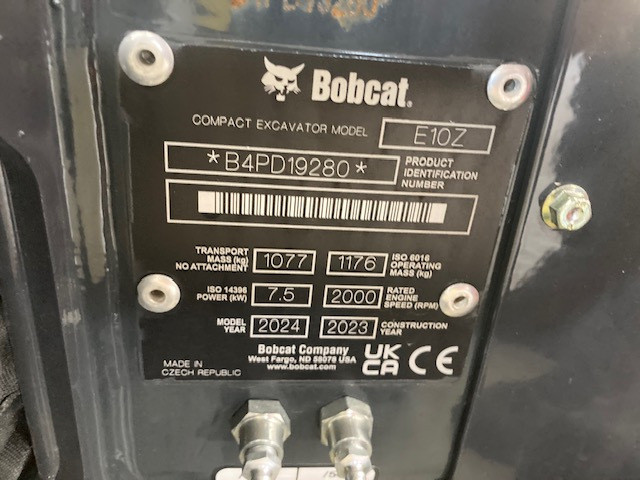 Bobcat.
COMPACT EXCAVATOR MODEL E10Z
*B4PD19280*
PRODUCT
IDENTIFICATION
NUMBER
TRANSPORT
MASS (kg)
NO ATTACHMENT
1077
1176
ISO 6016
OPERATING
MASS (kg)
ISO 14396
POWER (kW)
7.5
2000
RATED
ENGINE
SPEED (RPM)
MODEL
YEAR
2024
2023
CONSTRUCTION
YEAR
Bobcat Company
West Fargo, ND 58078 USA
www.bobcat.com
UK
CA
CE
MADE IN
CZECH REPUBLIC